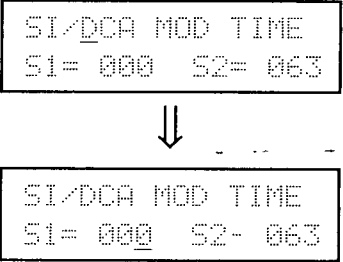 SI/DCA MOD TIME
S1= 000 S2= 063
⇓
SI/DCA MOD TIME
S1= 000 S2- 063